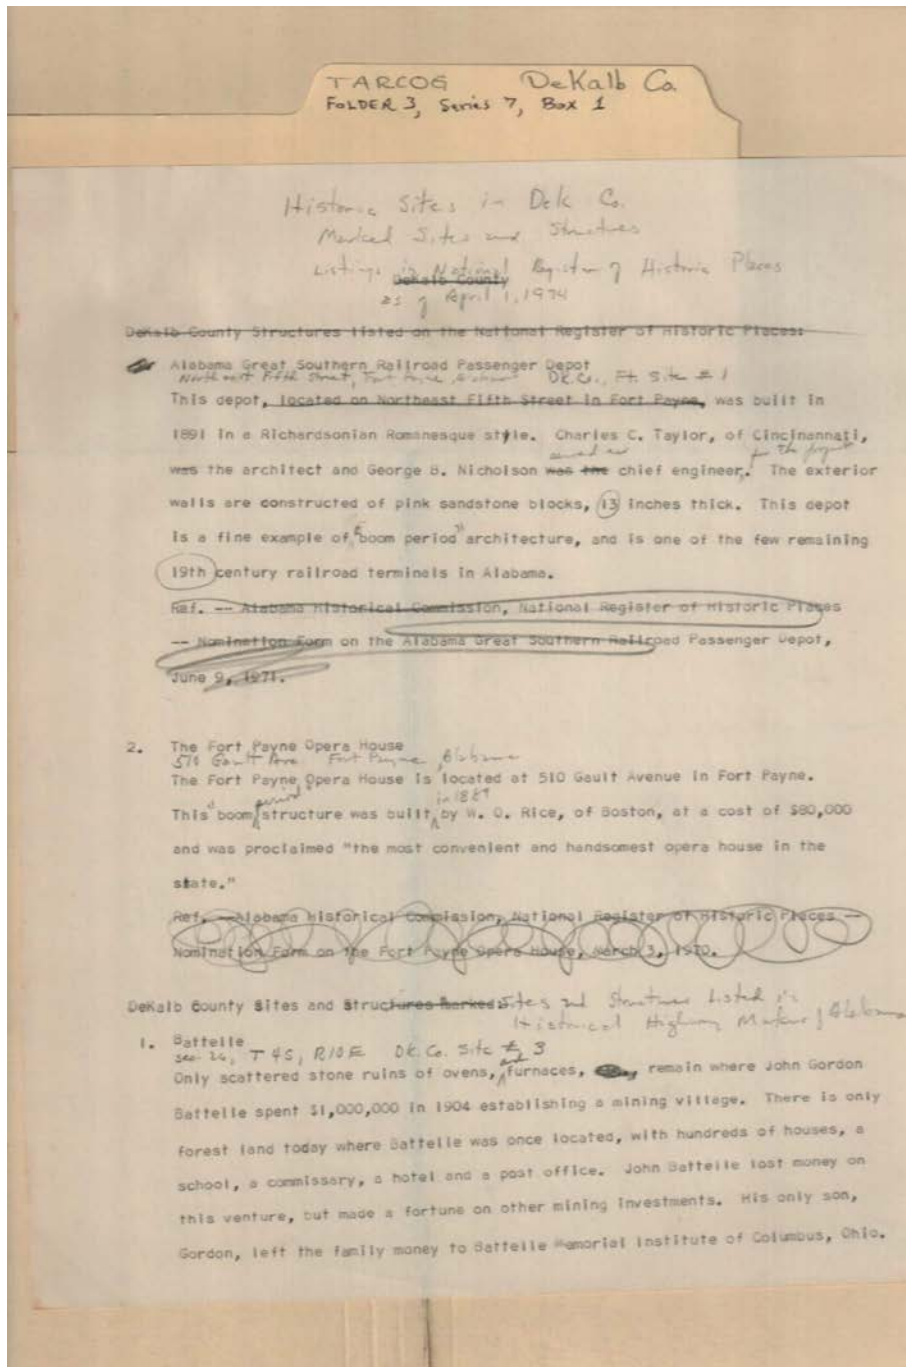 TARCOG DeKalb Co
FOLDER 3, Series 7, Box 1
Historic Sites in Dek Co.
Marked Sites and Structures
Listings in National Register of Historic Places
DeKalb County
as of April 1, 1974
DeKalb County Structures listed on the National Register of Historic Places:
Alabama Great Southern Railroad Passenger Depot
Northeast Fifth Street, Fort Payne, Alabama DK. Co., Ft. Site # 1
This depot, located on Northeast Fifth Street in Fort Payne, was built in
1891 in a Richardsonian Romanesque style. Charles C. Taylor, of Cincinnati,
served as for the project
was the architect and George B. Nicholson was the chief engineer. The exterior
walls are constructed of pink sandstone blocks, 13 inches thick. This depot
is a fine example of "boom period" architecture, and is one of the few remaining
19th century railroad terminals in Alabama.
Ref. -- Alabama Historical Commission, National Register of Historic Places
-- Nomination Form on the Alabama Great Southern Railroad Passenger Depot,
June 9, 1971.
2. The Fort Payne Opera House
510 Gault Ave Fort Payne, Alabama
The Fort Payne Opera House is located at 510 Gault Avenue in Fort Payne.
period in 1889
This "boom structure was built by W. O. Rice, of Boston, at a cost of $80,000
and was proclaimed "the most convenient and handsomest opera house in the
state."
Ref. --Alabama Historical Commission, National Register of Historic Places --
Nomination Form on the Fort Payne Opera House, March 3, 1970.
DeKalb County Sites and Structures Marked: Sites and Structures Listed in
Historical Highway Markers of Alabama
1. Battelle
Sec. 26, T 4S, R10E DK. Co. Site # 3
and
Only scattered stone ruins of ovens, furnaces, remain where John Gordon
Battelle spent $1,000,000 in 1904 establishing a mining village. There is only
forest land today where Battelle was once located, with hundreds of houses, a
school, a commissary, a hotel and a post office. John Battelle lost money on
this venture, but made a fortune on other mining investments. His only son,
Gordon, left the family money to Battelle Memorial Institute of Columbus, Ohio.